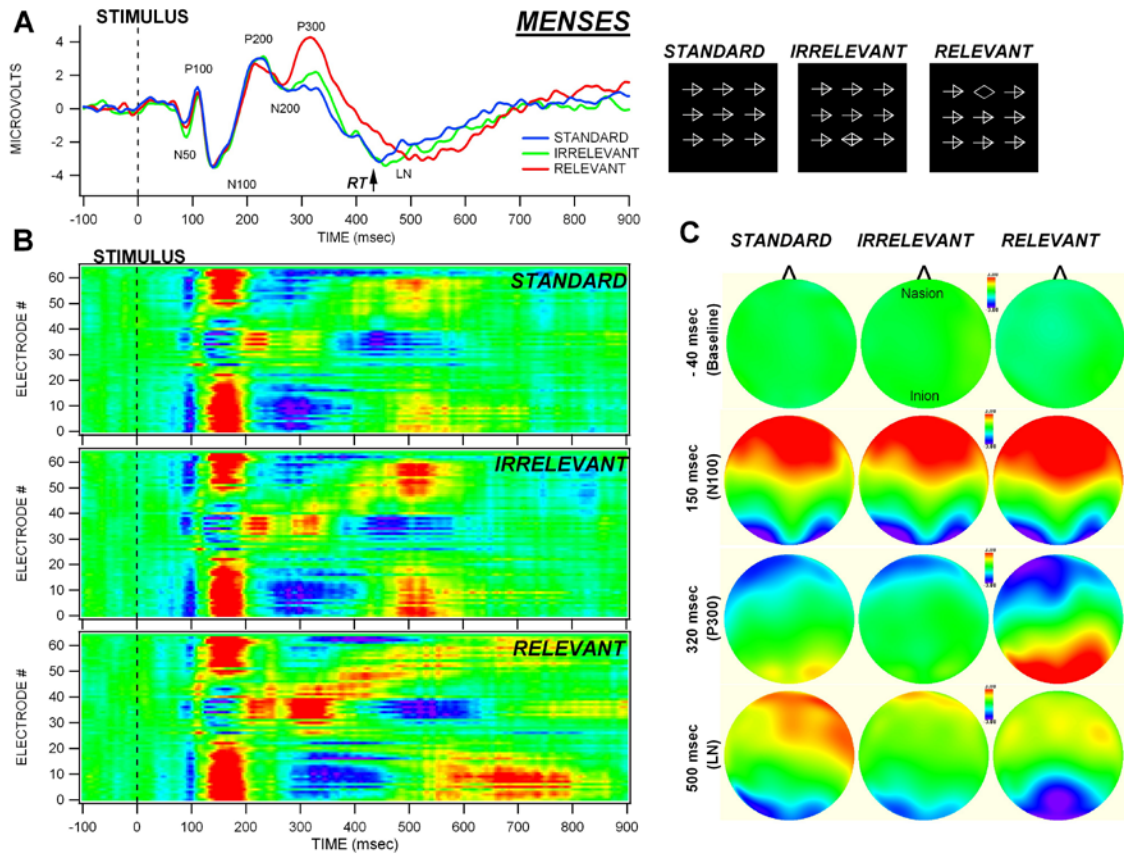 A
STIMULUS
MENSES
P300
P200
P100
N200
N50
N100
LN
RT
STANDARD
IRRELEVANT
RELEVANT
MICROVOLTS
4
2
0
-2
-4
-100 0 100 200 300 400 500 600 700 800 900
TIME (msec)
STANDARD IRRELEVANT RELEVANT
B
STIMULUS
STANDARD
ELECTRODE #
60
50
40
30
20
10
0
IRRELEVANT
ELECTRODE #
60
50
40
30
20
10
0
RELEVANT
ELECTRODE #
60
50
40
30
20
10
0
-100 0 100 200 300 400 500 600 700 800 900
TIME (msec)
C
STANDARD IRRELEVANT RELEVANT
- 40 msec
(Baseline)
Nasion
Inion
150 msec
(N100)
320 msec
(P300)
500 msec
(LN)